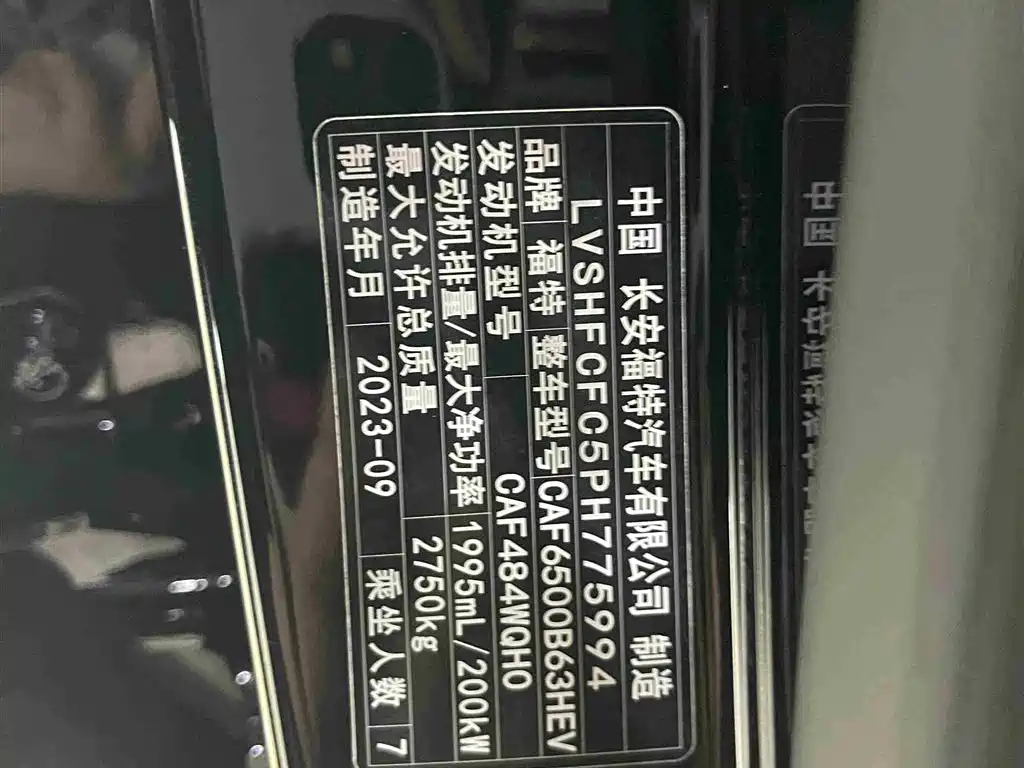 中国 长安福特汽车有限公司 制造
LVSHFCFC5PH775994
品牌 福特 整车型号 CAF6500B63HEV
发动机型号 CAF484WQH0
发动机排量/最大净功率 1995mL/200kW
最大允许总质量 2750kg
制造年月 2023-09 乘坐人数 7
中国